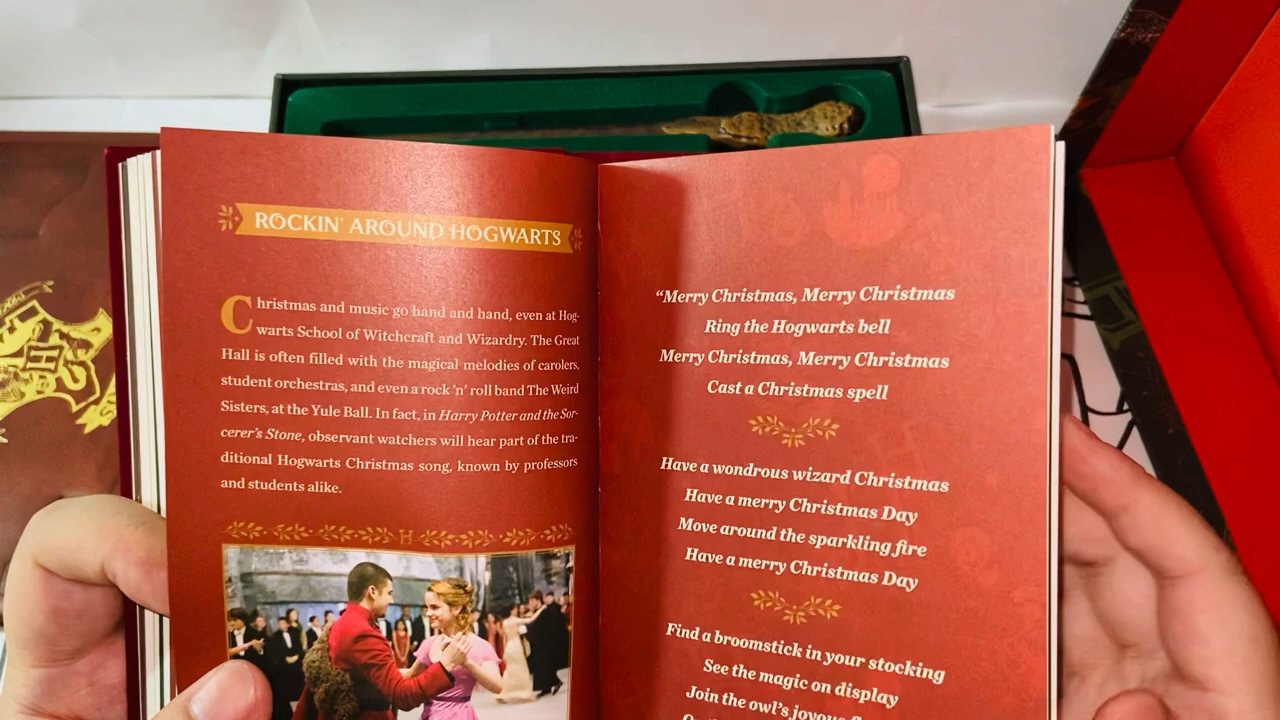 ROCKIN' AROUND HOGWARTS
Christmas and music go hand and hand, even at Hog-
warts School of Witchcraft and Wizardry. The Great
Hall is often filled with the magical melodies of carolers,
student orchestras, and even a rock 'n' roll band The Weird
Sisters, at the Yule Ball. In fact, in Harry Potter and the Sor-
cerer's Stone, observant watchers will hear part of the tra-
ditional Hogwarts Christmas song, known by professors
and students alike.
H
“Merry Christmas, Merry Christmas
Ring the Hogwarts bell
Merry Christmas, Merry Christmas
Cast a Christmas spell
Have a wondrous wizard Christmas
Have a merry Christmas Day
Move around the sparkling fire
Have a merry Christmas Day
Find a broomstick in your stocking
See the magic on display
Join the owl's joyous